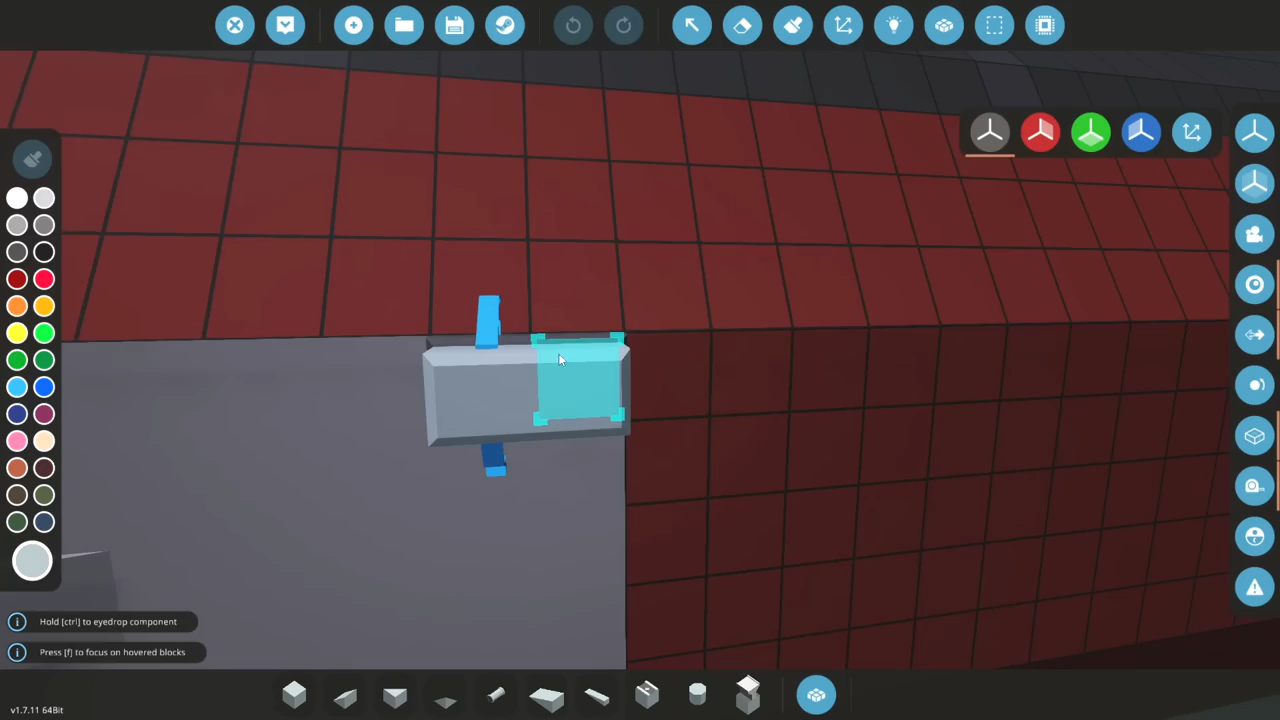 Hold [ctrl] to eyedrop component
Press [f] to focus on hovered blocks
v1.7.11 64Bit